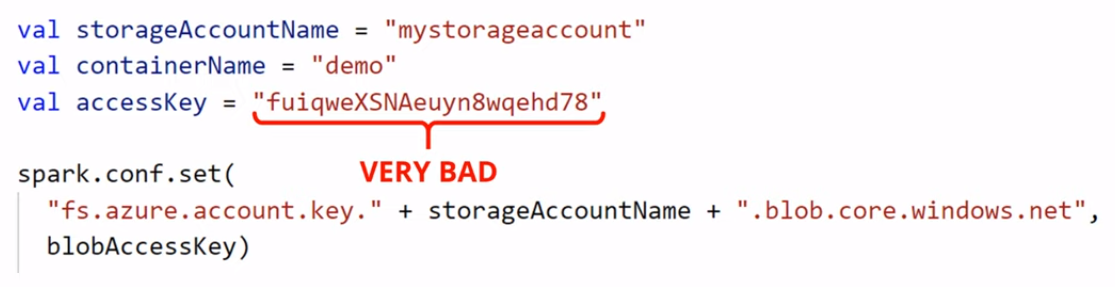 val storageAccountName = "mystorageaccount"
val containerName = "demo"
val accessKey = "fuiqweXSNAeuyn8wqehd78"
VERY BAD
spark.conf.set(
"fs.azure.account.key." + storageAccountName + ".blob.core.windows.net",
blobAccessKey)